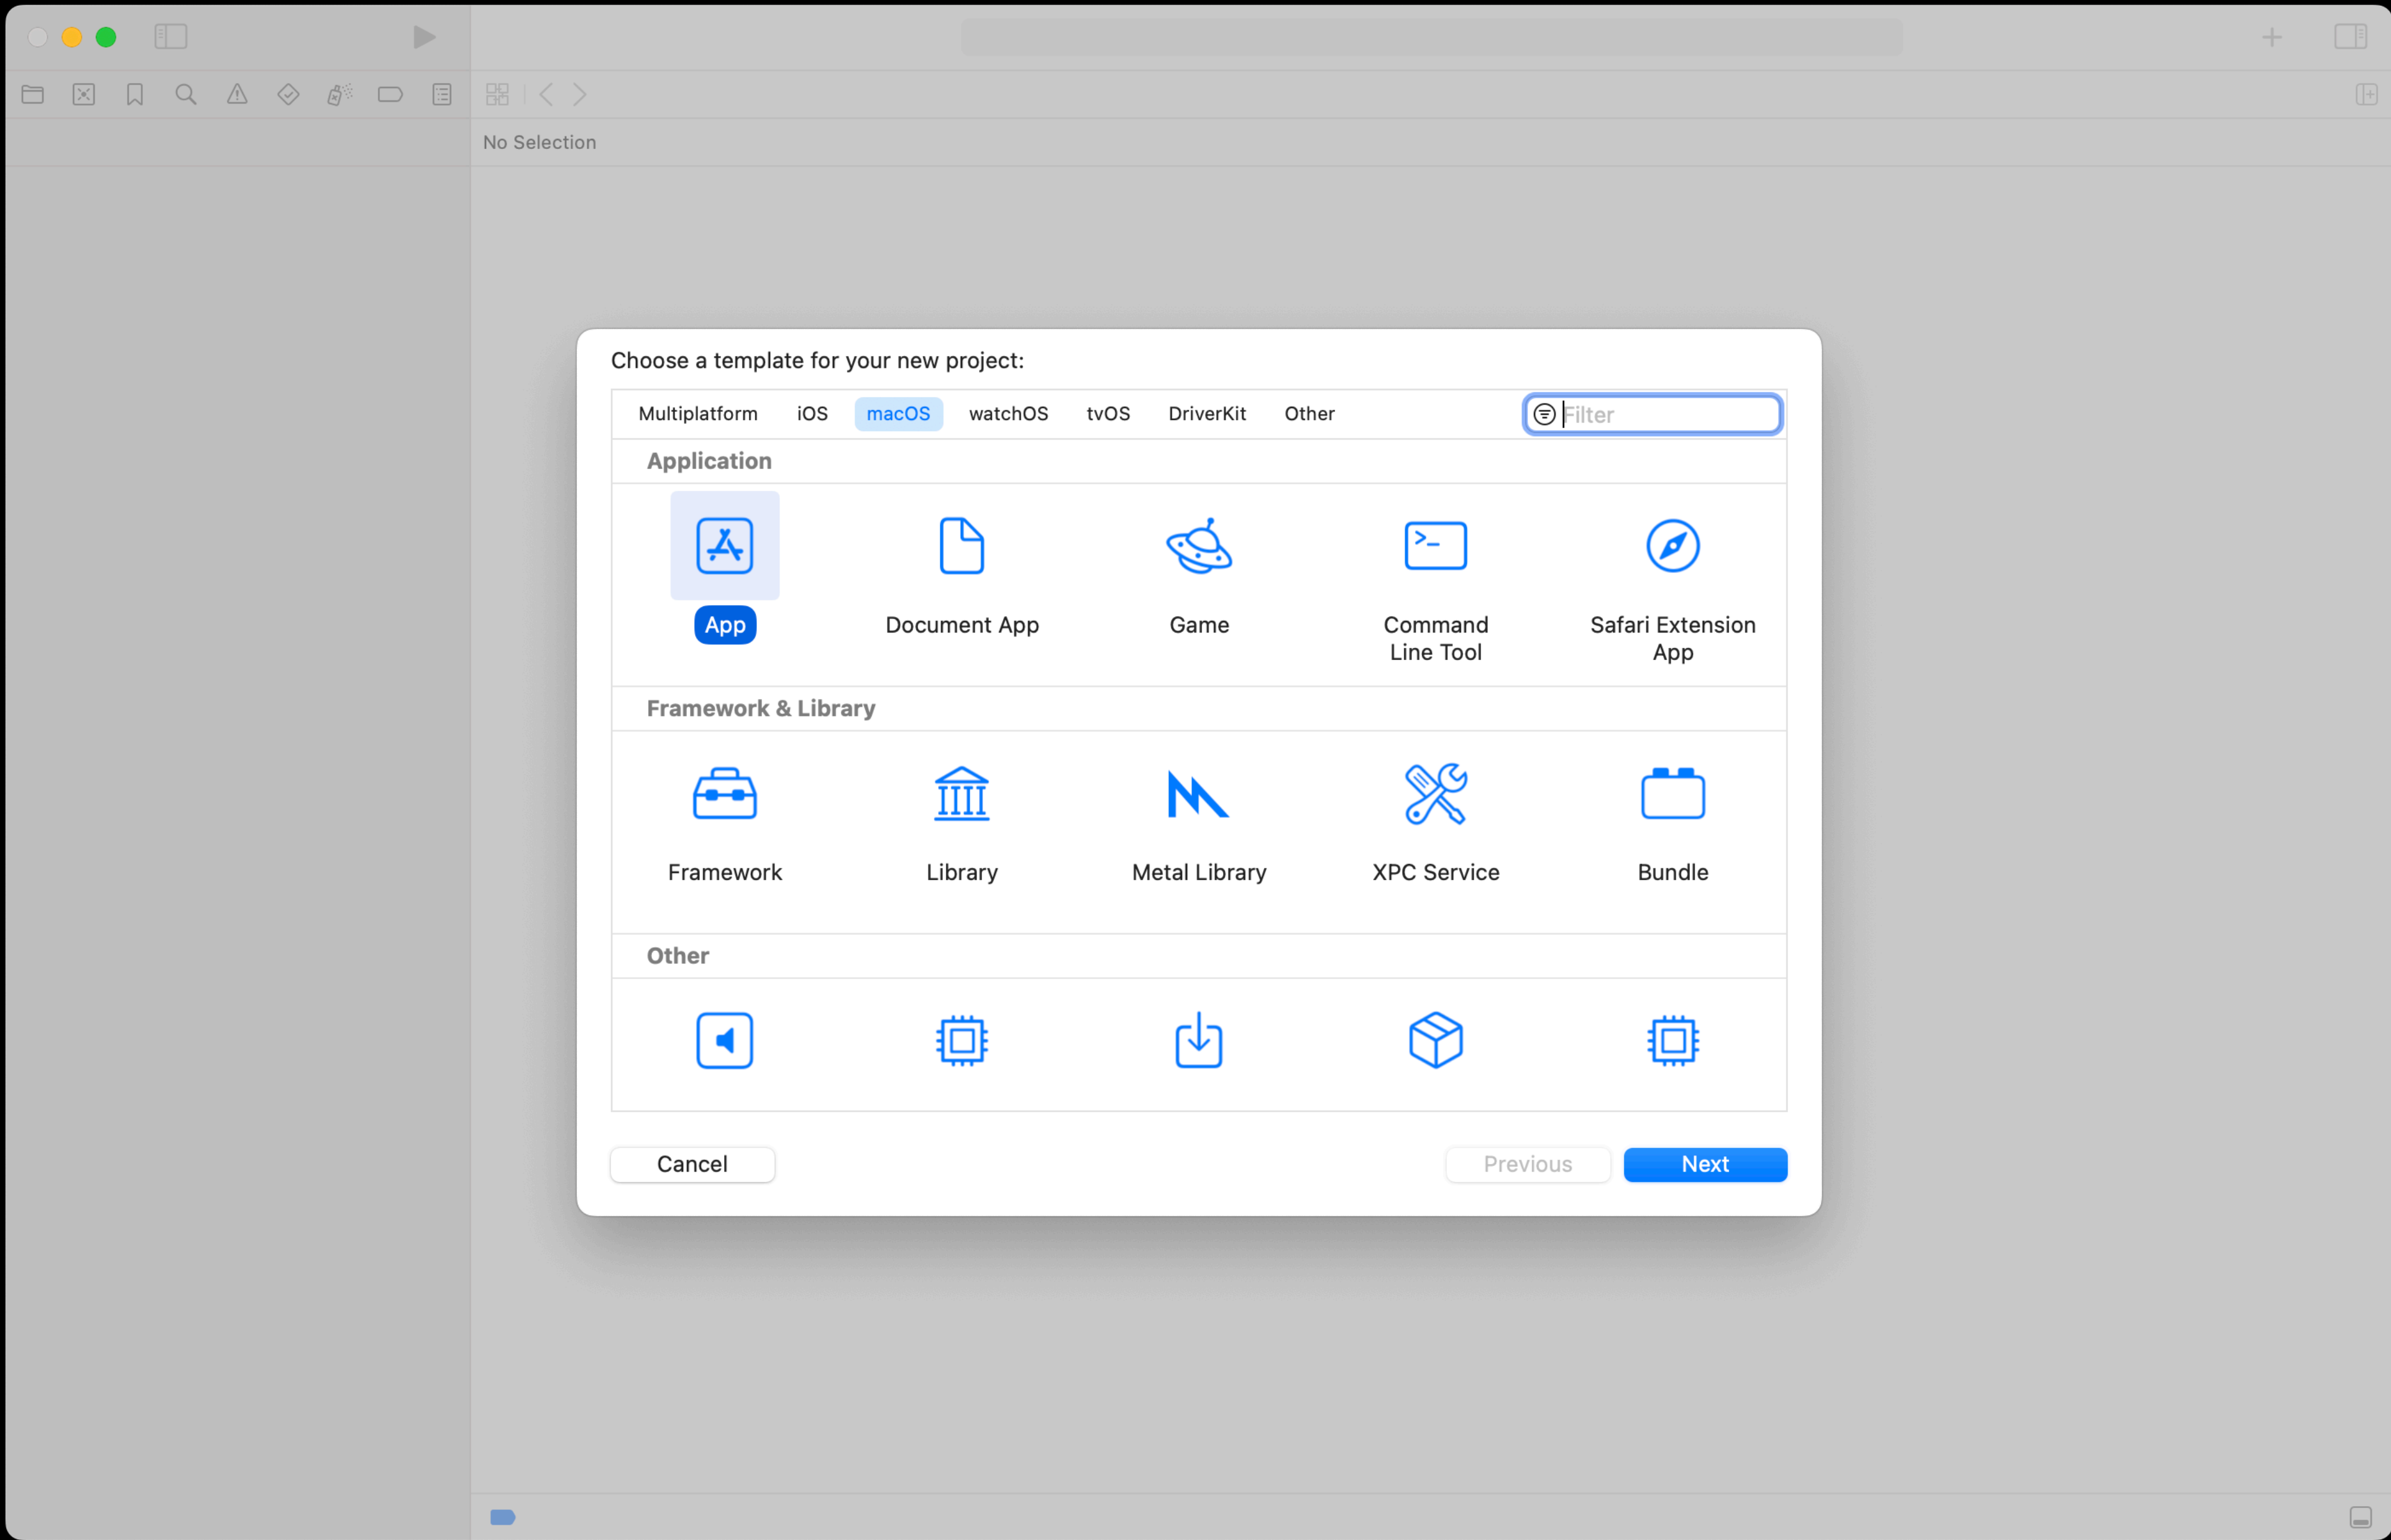 No Selection
Choose a template for your new project:
Multiplatform iOS macOS watchOS tvOS DriverKit Other Filter
Application
App Document App Game Command Line Tool Safari Extension App
Framework & Library
Framework Library Metal Library XPC Service Bundle
Other
Cancel Previous Next